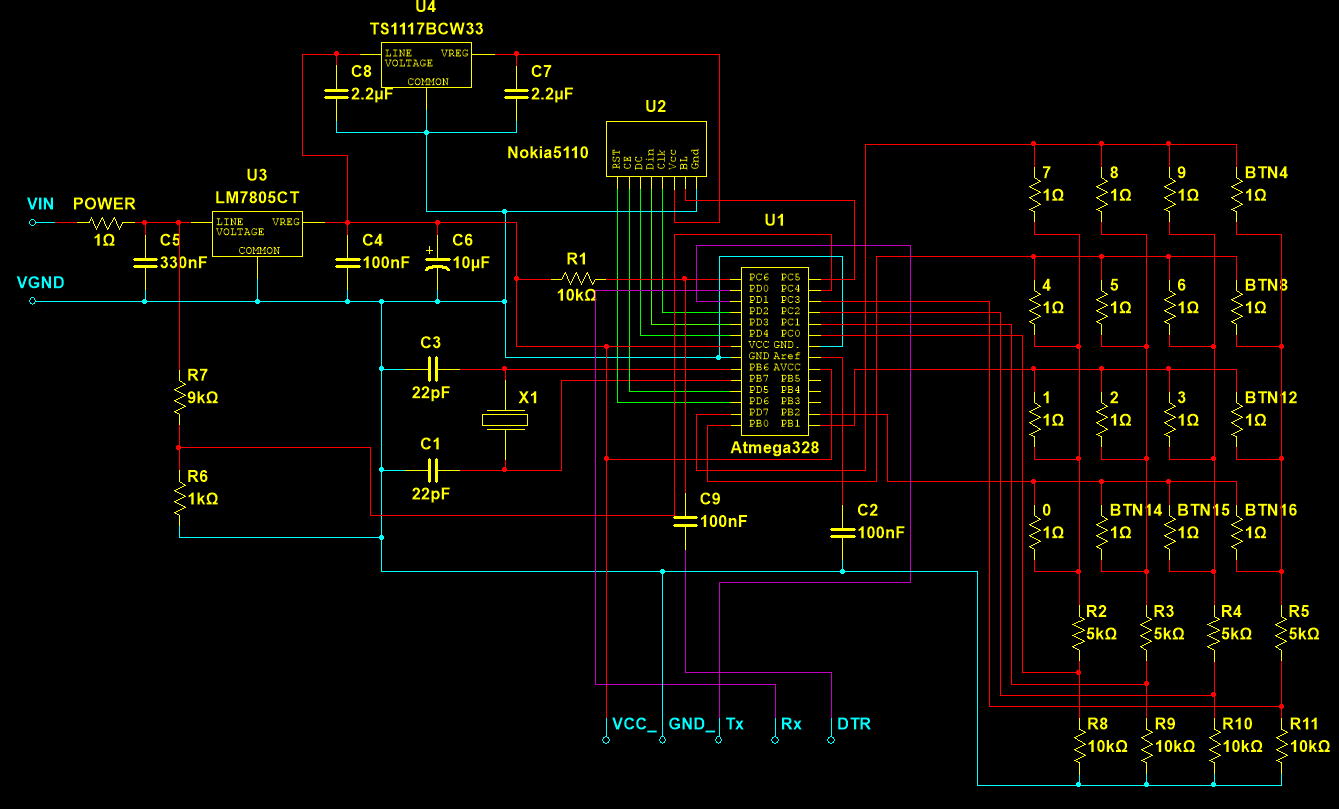 U4
TS1117BCW33
LINE VREG
VOLTAGE
COMMON
C8
2.2µF
C7
2.2µF
U2
Nokia5110
RST
CE
DC
Din
Clk
Vcc
BL
Gnd
U3
LM7805CT
LINE VREG
VOLTAGE
COMMON
VIN
POWER
1Ω
C5
330nF
C4
100nF
C6
+
10µF
VGND
R1
10kΩ
U1
PC6 PC5
PD0 PC4
PD1 PC3
PD2 PC2
PD3 PC1
PD4 PC0
VCC GND.
GND Aref
PB6 AVCC
PB7 PB5
PD5 PB4
PD6 PB3
PD7 PB2
PB0 PB1
Atmega328
C3
22pF
X1
C1
22pF
R7
9kΩ
R6
1kΩ
C9
100nF
C2
100nF
7
1Ω
8
1Ω
9
1Ω
BTN4
1Ω
4
1Ω
5
1Ω
6
1Ω
BTN8
1Ω
1
1Ω
2
1Ω
3
1Ω
BTN12
1Ω
0
1Ω
BTN14
1Ω
BTN15
1Ω
BTN16
1Ω
R2
5kΩ
R3
5kΩ
R4
5kΩ
R5
5kΩ
R8
10kΩ
R9
10kΩ
R10
10kΩ
R11
10kΩ
VCC_
GND_
Tx
Rx
DTR